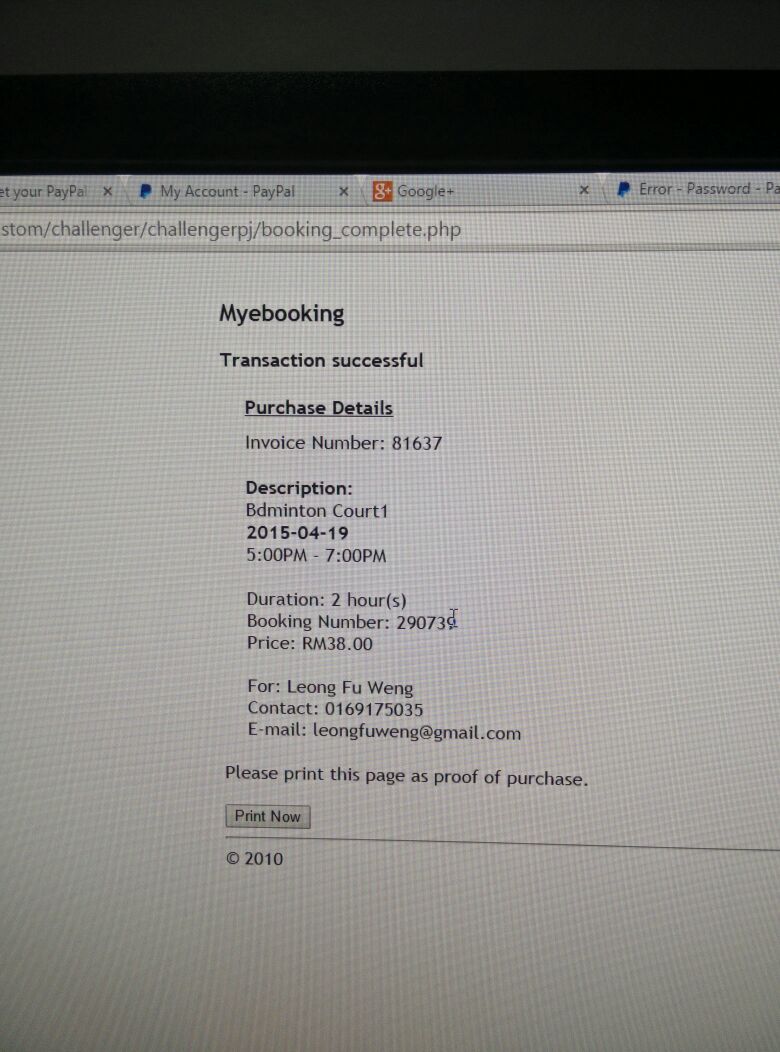 et your PayPal
My Account - PayPal
Google+
Error - Password - Pa
stom/challenger/challengerpj/booking_complete.php
Myebooking
Transaction successful
Purchase Details
Invoice Number: 81637
Description:
Bdminton Court1
2015-04-19
5:00PM - 7:00PM
Duration: 2 hour(s)
Booking Number: 290739
Price: RM38.00
For: Leong Fu Weng
Contact: 0169175035
E-mail: leongfuweng@gmail.com
Please print this page as proof of purchase.
Print Now
© 2010